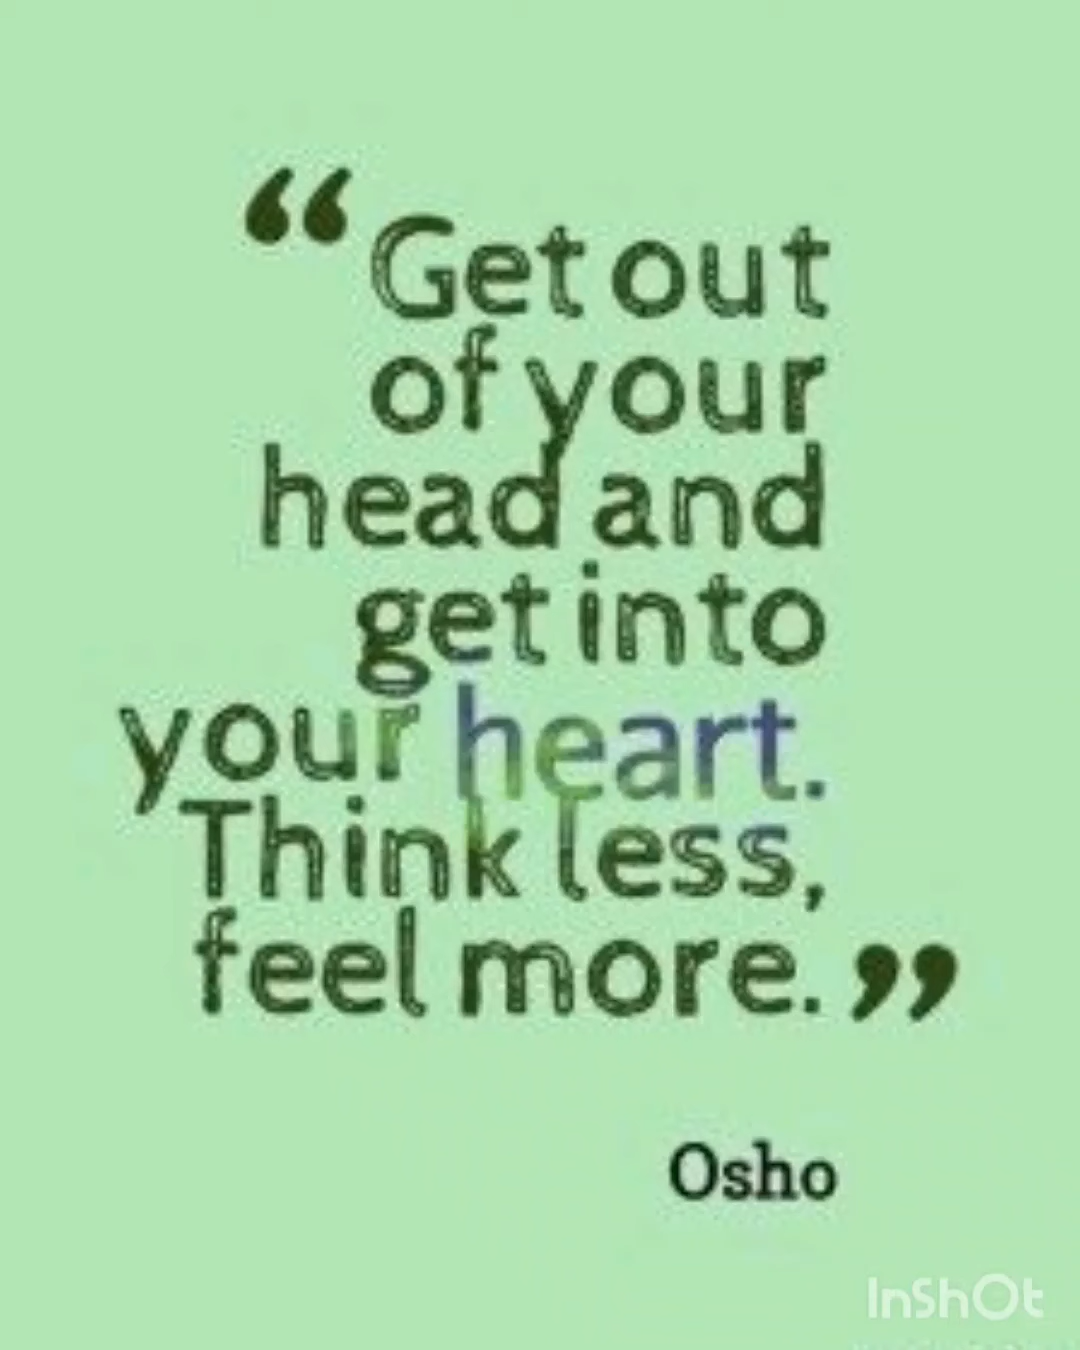 “Get out
of your
head and
get into
your heart.
Think less,
feel more.”
Osho
InShOt